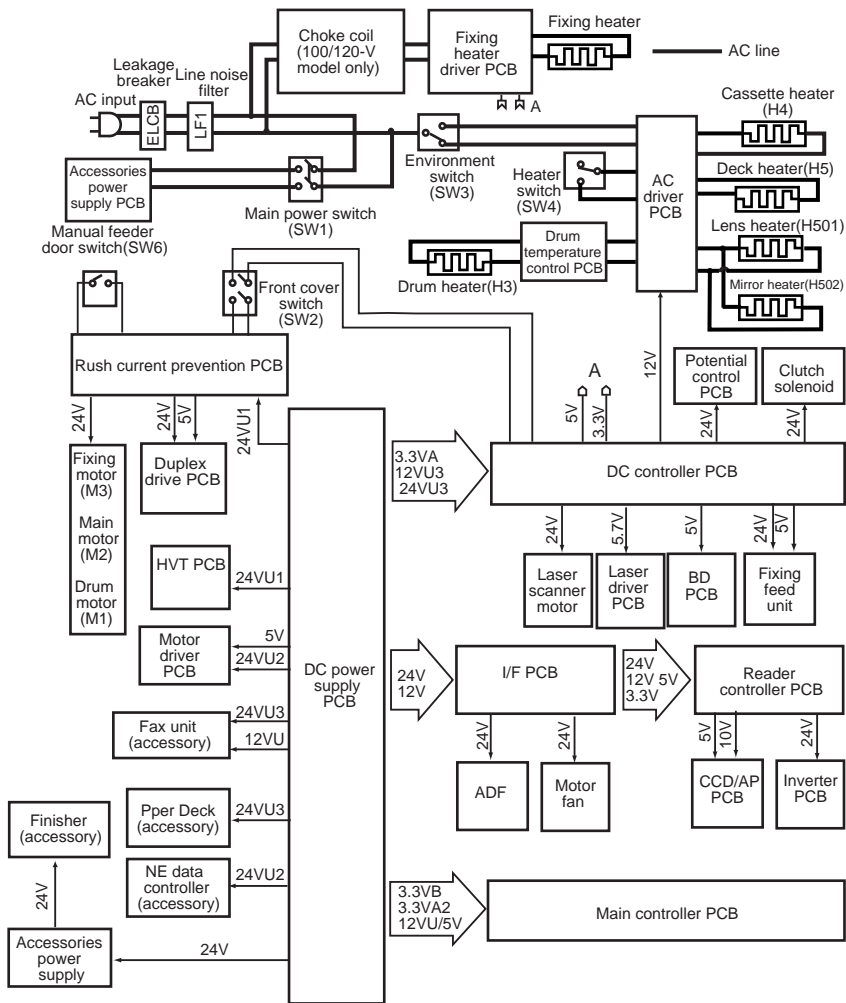 Choke coil
(100/120-V
model only)
Fixing
heater
driver PCB
Fixing heater
AC line
Leakage
breaker
Line noise
filter
AC input
ELCB
LF1
A
Cassette heater
(H4)
Environment
switch
(SW3)
Heater
switch
(SW4)
AC
driver
PCB
Deck heater(H5)
Accessories
power
supply PCB
Main power switch
(SW1)
Manual feeder
door switch(SW6)
Lens heater(H501)
Drum
temperature
control PCB
Drum heater(H3)
Mirror heater(H502)
Front cover
switch
(SW2)
Rush current prevention PCB
A
12V
Potential
control
PCB
Clutch
solenoid
24V
24V
5V
24VU1
5V
3.3V
24V
24V
Fixing
motor
(M3)
Main
motor
(M2)
Drum
motor
(M1)
Duplex
drive PCB
3.3VA
12VU3
24VU3
DC controller PCB
24V
5.7V
5V
24V
5V
HVT PCB
24VU1
Laser
scanner
motor
Laser
driver
PCB
BD
PCB
Fixing
feed
unit
Motor
driver
PCB
5V
24VU2
DC power
supply
PCB
24V
12V
I/F PCB
24V
12V 5V
3.3V
Reader
controller PCB
Fax unit
(accessory)
24VU3
12VU
24V
24V
5V
10V
24V
ADF
Motor
fan
CCD/AP
PCB
Inverter
PCB
Finisher
(accessory)
Pper Deck
(accessory)
24VU3
NE data
controller
(accessory)
24VU2
24V
3.3VB
3.3VA2
12VU/5V
Main controller PCB
Accessories
power
supply
24V